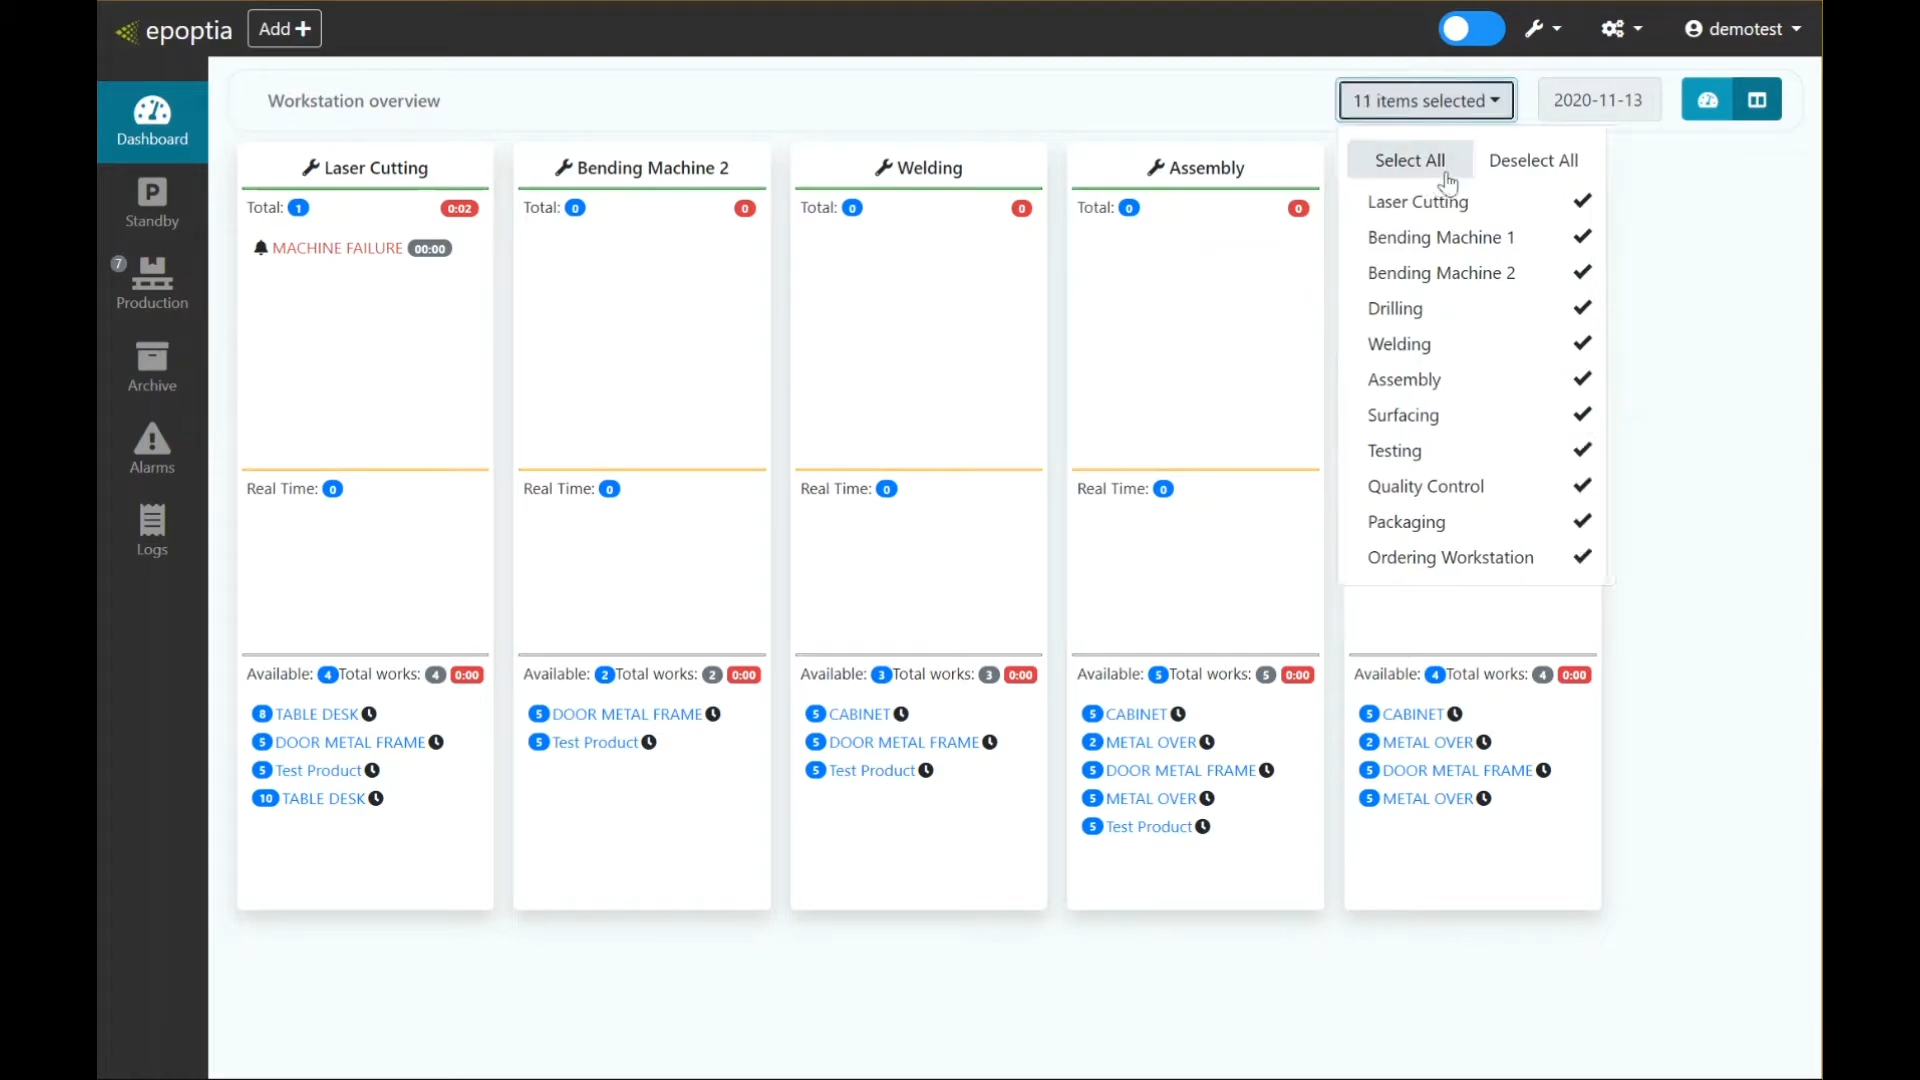 epoptia
Add
demotest
Dashboard
Standby
7
Production
Archive
Alarms
Logs
Workstation overview
11 items selected
2020-11-13
Select All
Deselect All
Laser Cutting
Bending Machine 1
Bending Machine 2
Drilling
Welding
Assembly
Surfacing
Testing
Quality Control
Packaging
Ordering Workstation
Laser Cutting
Total: 1 0:02
MACHINE FAILURE 00:00
Real Time: 0
Available: 4 Total works: 4 0:00
8 TABLE DESK
5 DOOR METAL FRAME
5 Test Product
10 TABLE DESK
Bending Machine 2
Total: 0 0
Real Time: 0
Available: 2 Total works: 2 0:00
5 DOOR METAL FRAME
5 Test Product
Welding
Total: 0 0
Real Time: 0
Available: 3 Total works: 3 0:00
5 CABINET
5 DOOR METAL FRAME
5 Test Product
Assembly
Total: 0 0
Real Time: 0
Available: 5 Total works: 5 0:00
5 CABINET
2 METAL OVER
5 DOOR METAL FRAME
5 METAL OVER
5 Test Product
Available: 4 Total works: 4 0:00
5 CABINET
2 METAL OVER
5 DOOR METAL FRAME
5 METAL OVER